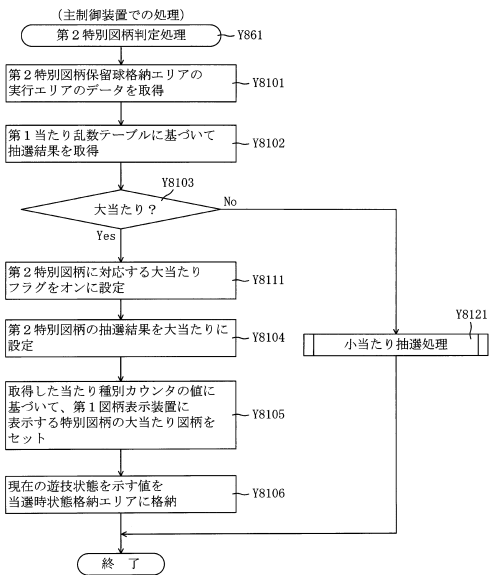 (主制御装置での処理)
第2特別図柄判定処理
Y861
第2特別図柄保留球格納エリアの
実行エリアのデータを取得
Y8101
第1当たり乱数テーブルに基づいて
抽選結果を取得
Y8102
Y8103
大当たり?
No
Yes
第2特別図柄に対応する大当たり
フラグをオンに設定
Y8111
第2特別図柄の抽選結果を大当たりに
設定
Y8104
Y8121
小当たり抽選処理
取得した当たり種別カウンタの値に
基づいて、第1図柄表示装置に
表示する特別図柄の大当たり図柄を
セット
Y8105
現在の遊技状態を示す値を
当選時状態格納エリアに格納
Y8106
終 了